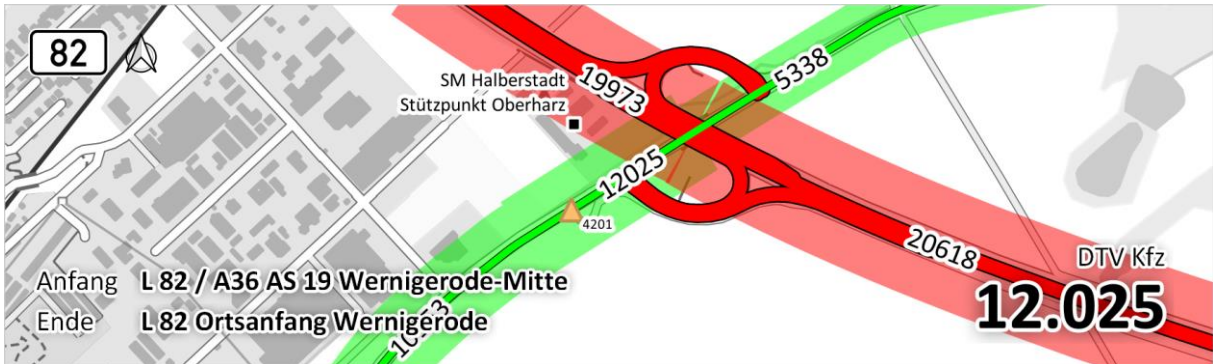 82
SM Halberstadt
Stützpunkt Oberharz
19973
5338
12025
4201
20618
Anfang L 82 / A36 AS 19 Wernigerode-Mitte
Ende L 82 Ortsanfang Wernigerode
DTV Kfz
12.025